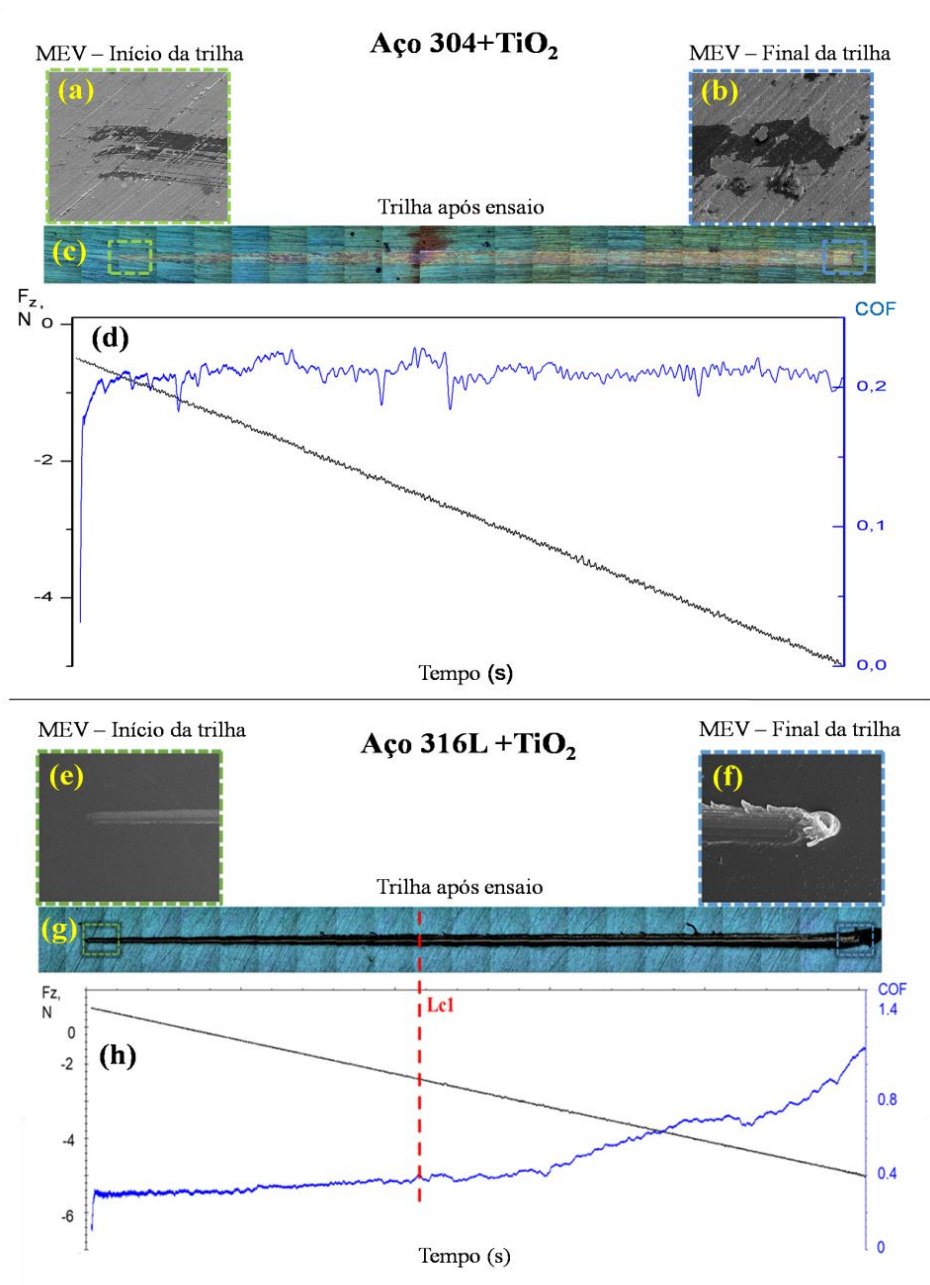 Aço 304+TiO₂
MEV – Início da trilha
MEV – Final da trilha
(a)
(b)
Trilha após ensaio
(c)
Fz,
N
COF
(d)
0
-2
-4
0,2
0,1
0,0
Tempo (s)
MEV – Início da trilha
MEV – Final da trilha
Aço 316L +TiO₂
(e)
(f)
Trilha após ensaio
(g)
Fz,
N
COF
1.4
Lc1
(h)
0
-2
-4
-6
0.8
0.4
0
Tempo (s)